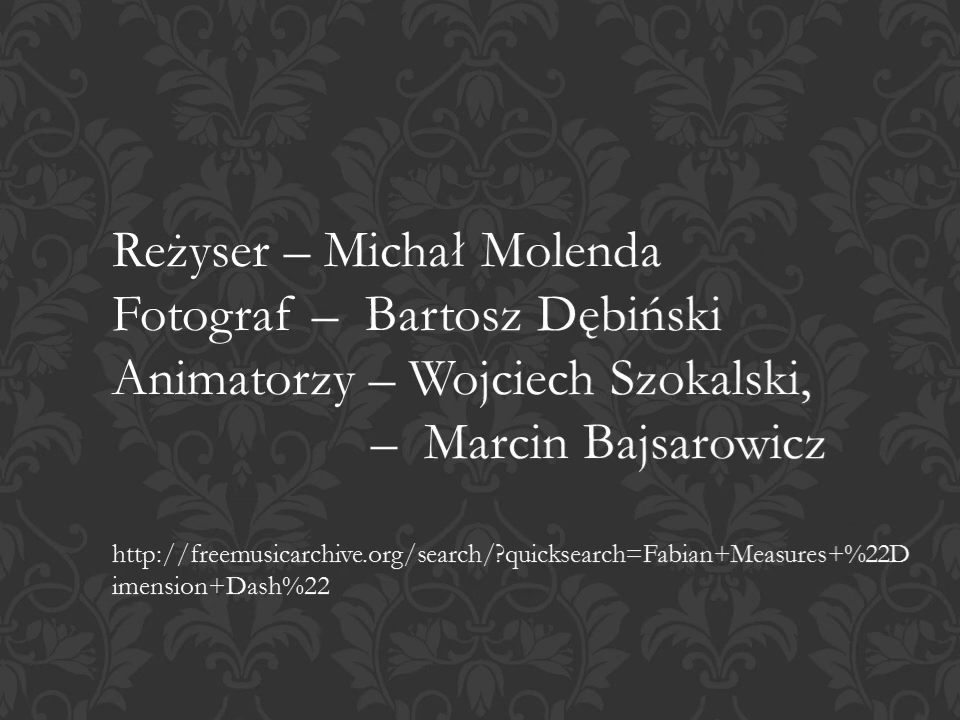 Reżyser – Michał Molenda
Fotograf – Bartosz Dębiński
Animatorzy – Wojciech Szokalski,
– Marcin Bajsarowicz
http://freemusicarchive.org/search/?quicksearch=Fabian+Measures+%22D
imension+Dash%22